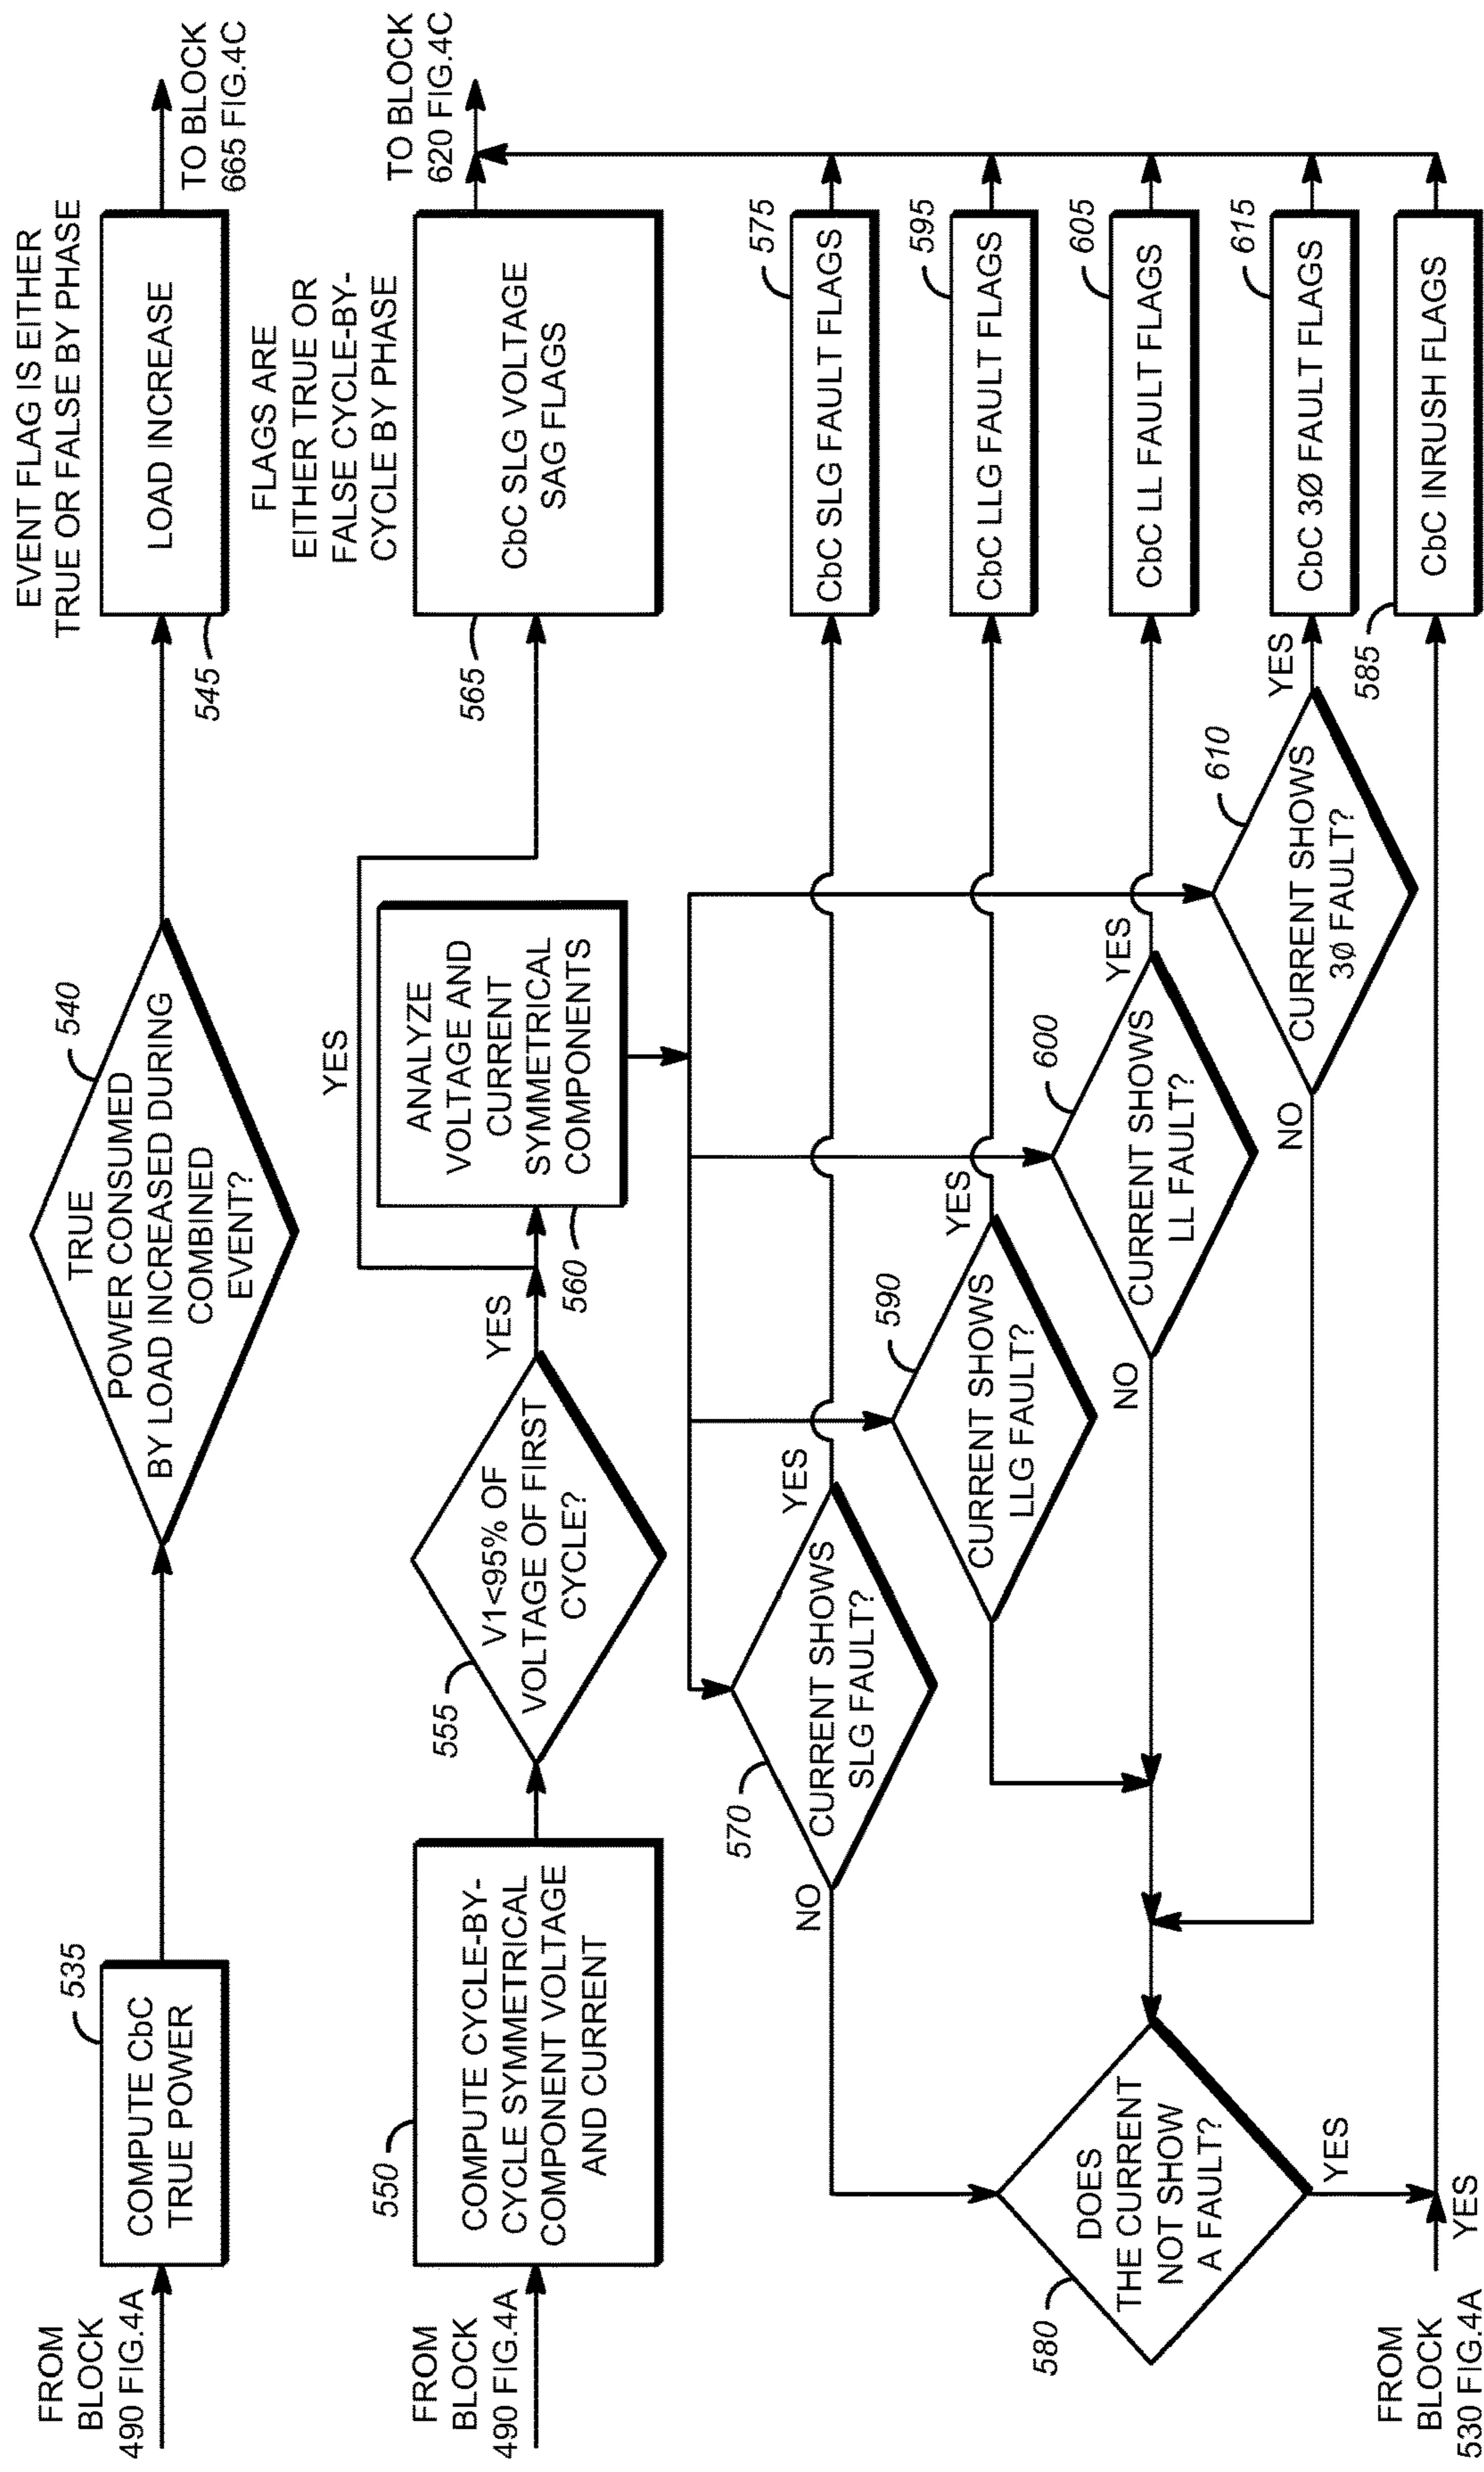 FROM
BLOCK
490 FIG.4A
COMPUTE CbC
TRUE POWER
535
TRUE
POWER CONSUMED
BY LOAD INCREASED DURING
COMBINED
EVENT?
540
EVENT FLAG IS EITHER
TRUE OR FALSE BY PHASE
LOAD INCREASE
545
TO BLOCK
665 FIG.4C
FROM
BLOCK
490 FIG.4A
550
COMPUTE CYCLE-BY-
CYCLE SYMMETRICAL
COMPONENT VOLTAGE
AND CURRENT
555
V1<95% OF
VOLTAGE OF FIRST
CYCLE?
YES
YES
560
ANALYZE
VOLTAGE AND
CURRENT
SYMMETRICAL
COMPONENTS
FLAGS ARE
EITHER TRUE OR
FALSE CYCLE-BY-
CYCLE BY PHASE
565
CbC SLG VOLTAGE
SAG FLAGS
TO BLOCK
620 FIG.4C
570
CURRENT SHOWS
SLG FAULT?
NO
YES
575
CbC SLG FAULT FLAGS
590
CURRENT SHOWS
LLG FAULT?
YES
595
CbC LLG FAULT FLAGS
600
CURRENT SHOWS
LL FAULT?
NO
YES
605
CbC LL FAULT FLAGS
610
CURRENT SHOWS
3Ø FAULT?
NO
YES
615
CbC 3Ø FAULT FLAGS
580
DOES
THE CURRENT
NOT SHOW
A FAULT?
YES
585
CbC INRUSH FLAGS
FROM
BLOCK
530 FIG.4A
YES